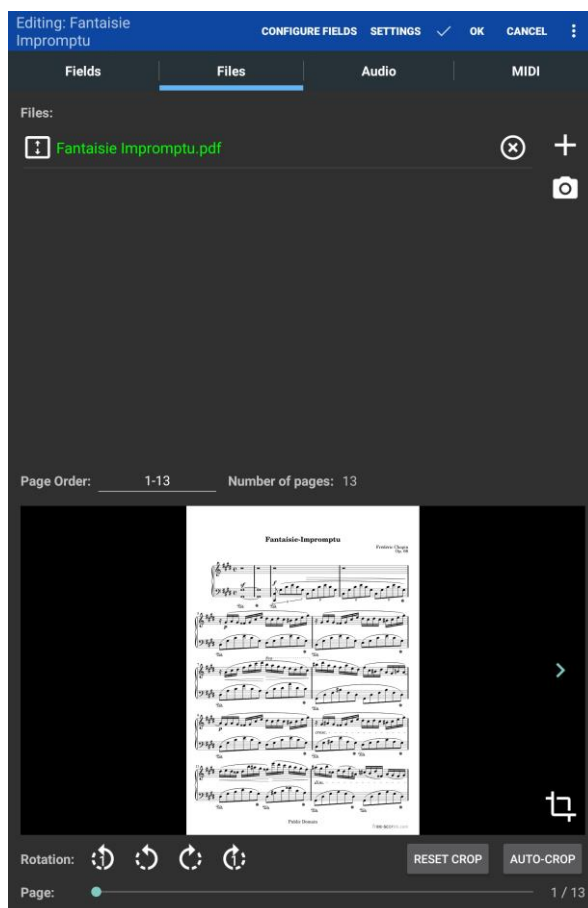 Editing: Fantaisie
Impromptu
CONFIGURE FIELDS SETTINGS OK CANCEL
Fields Files Audio MIDI
Files:
Fantaisie Impromptu.pdf
Page Order: 1-13 Number of pages: 13
Fantaisie-Impromptu
Frédéric Chopin
Public Domain
Rotation: RESET CROP AUTO-CROP
Page: 1 / 13